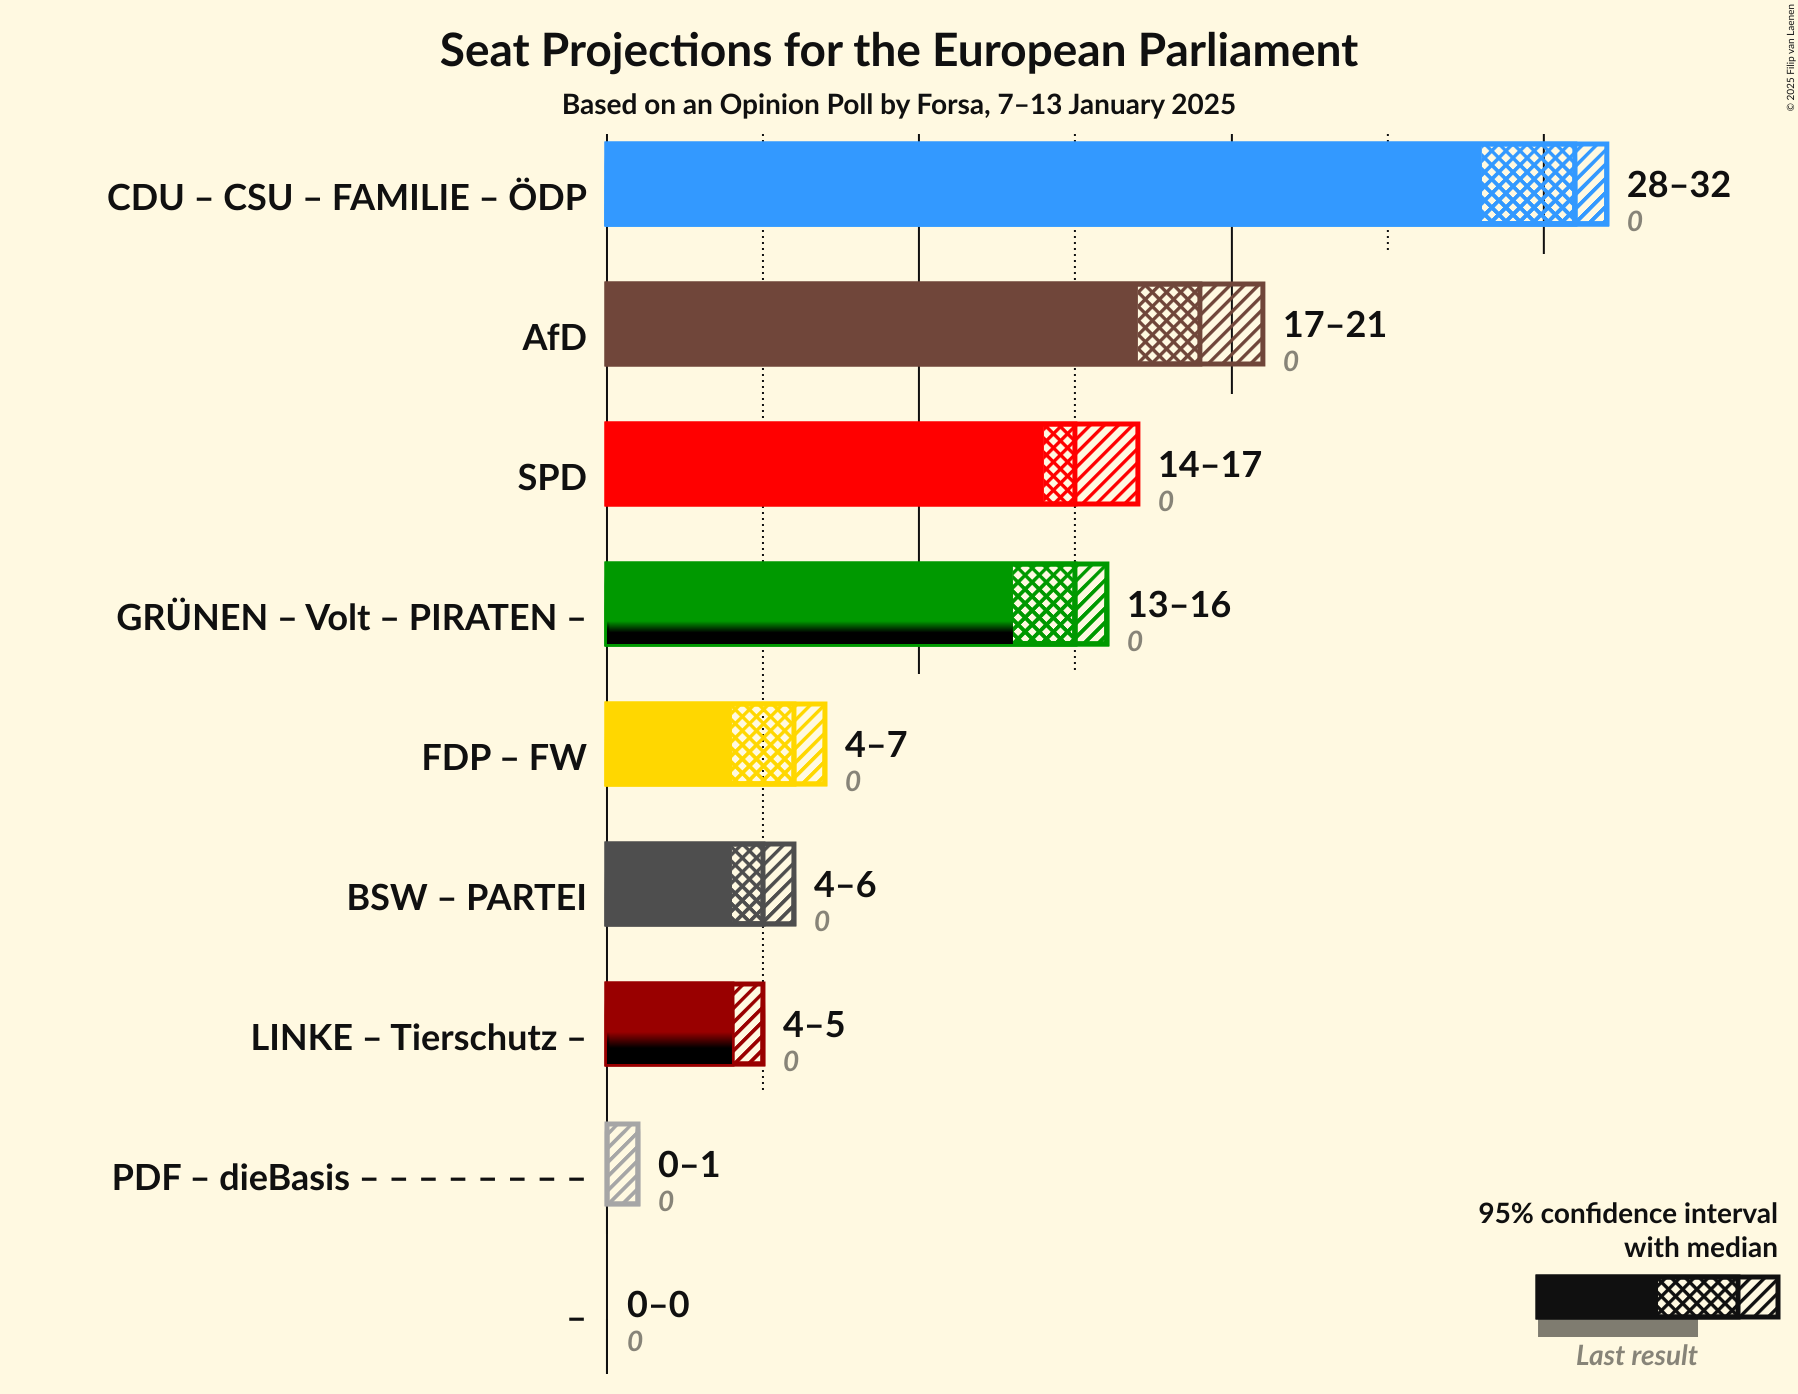 Seat Projections for the European Parliament
Based on an Opinion Poll by Forsa, 7–13 January 2025
© 2025 Filip van Laenen
CDU – CSU – FAMILIE – ÖDP
28–32
0
AfD
17–21
0
SPD
14–17
0
GRÜNEN – Volt – PIRATEN –
13–16
0
FDP – FW
4–7
0
BSW – PARTEI
4–6
0
LINKE – Tierschutz –
4–5
0
PDF – dieBasis – – – – – – – –
0–1
0
–
0–0
0
95% confidence interval
with median
Last result